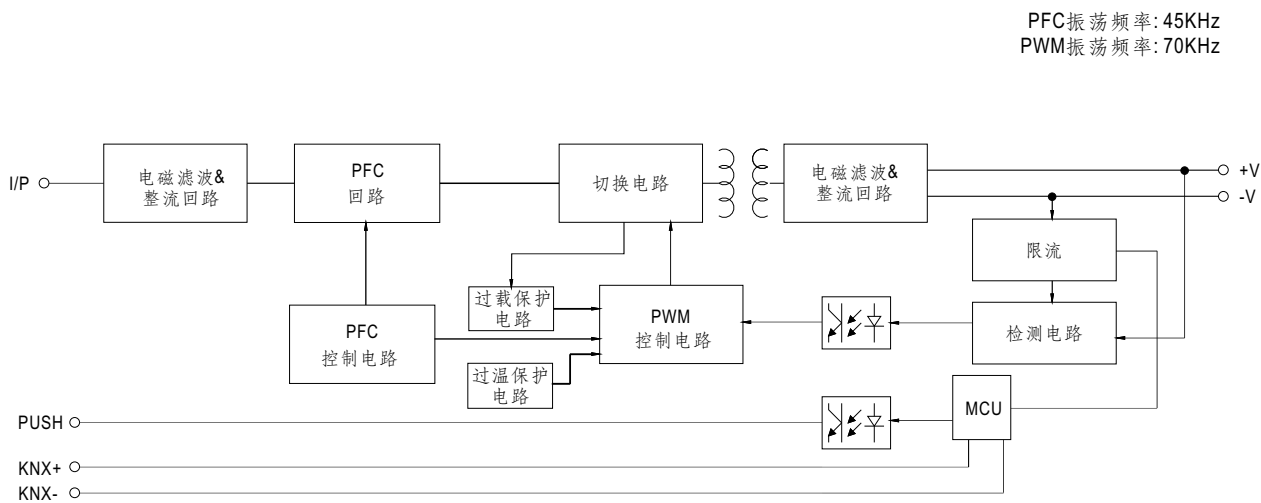 PFC振荡频率: 45KHz
PWM振荡频率: 70KHz
I/P
电磁滤波&
整流回路
PFC
回路
切换电路
电磁滤波&
整流回路
+V
-V
限流
过载保护
电路
PFC
控制电路
PWM
控制电路
检测电路
过温保护
电路
MCU
PUSH
KNX+
KNX-